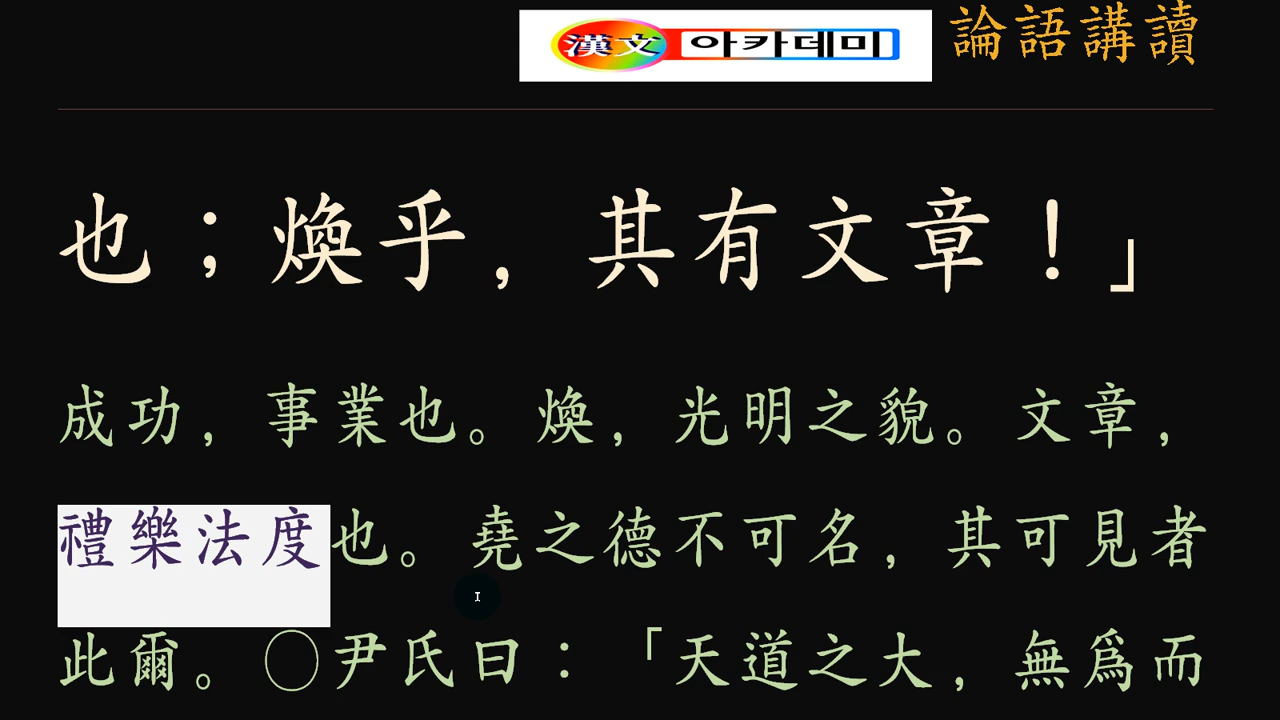 漢文 아카데미
論語講讀
也；煥乎，其有文章！」
成功，事業也。煥，光明之貌。文章，
禮樂法度也。堯之德不可名，其可見者
此爾。○尹氏曰：「天道之大，無爲而